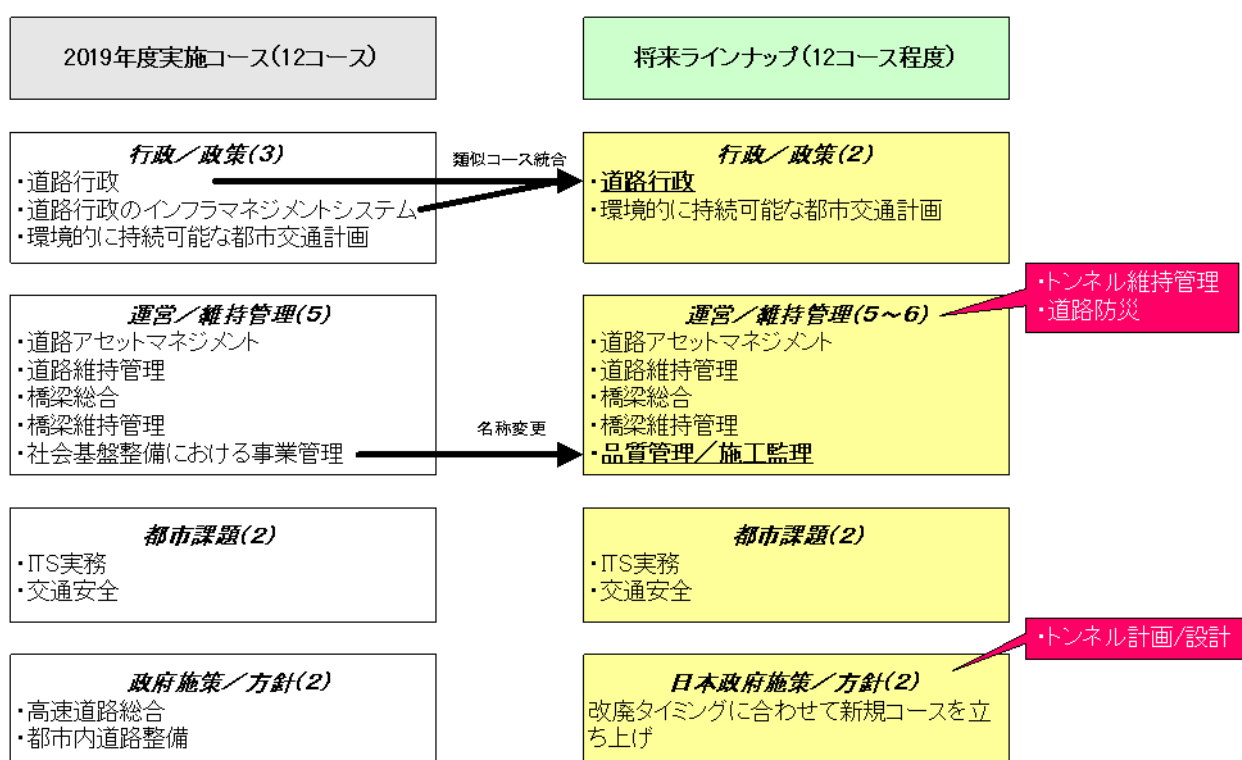 2019年度実施コース(12コース)
将来ラインナップ(12コース程度)
行政／政策(3)
・道路行政
・道路行政のインフラマネジメントシステム
・環境的に持続可能な都市交通計画
類似コース統合
行政／政策(2)
・道路行政
・環境的に持続可能な都市交通計画
運営／維持管理(5)
・道路アセットマネジメント
・道路維持管理
・橋梁総合
・橋梁維持管理
・社会基盤整備における事業管理
名称変更
運営／維持管理(5～6)
・道路アセットマネジメント
・道路維持管理
・橋梁総合
・橋梁維持管理
・品質管理／施工監理
・トンネル維持管理
・道路防災
都市課題(2)
・ITS実務
・交通安全
都市課題(2)
・ITS実務
・交通安全
政府施策／方針(2)
・高速道路総合
・都市内道路整備
日本政府施策／方針(2)
改廃タイミングに合わせて新規コースを立
ち上げ
・トンネル計画/設計